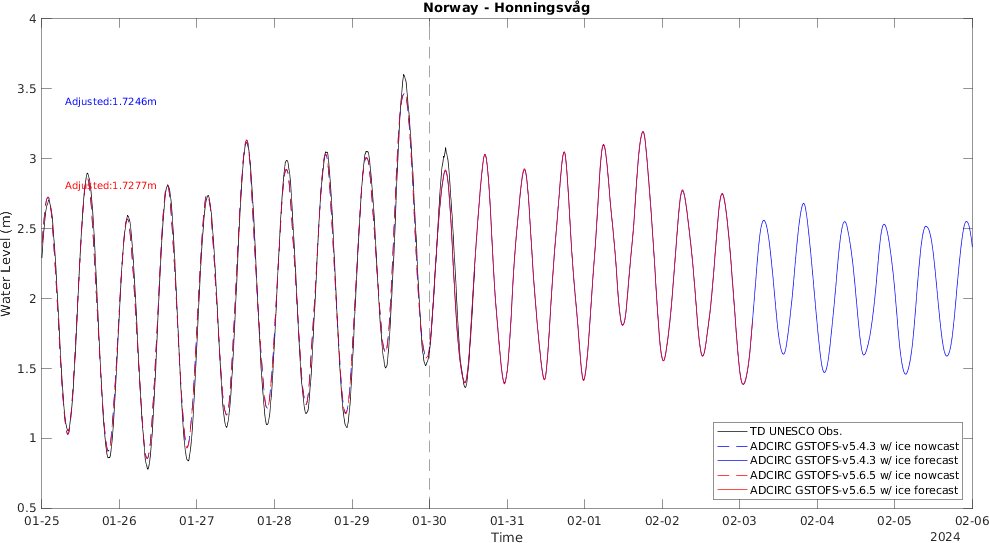 Norway - Honningsvåg
Water Level (m)
4
3.5
3
2.5
2
1.5
1
0.5
Adjusted:1.7246m
Adjusted:1.7277m
TD UNESCO Obs.
ADCIRC GSTOFS-v5.4.3 w/ ice nowcast
ADCIRC GSTOFS-v5.4.3 w/ ice forecast
ADCIRC GSTOFS-v5.6.5 w/ ice nowcast
ADCIRC GSTOFS-v5.6.5 w/ ice forecast
01-25 01-26 01-27 01-28 01-29 01-30 01-31 02-01 02-02 02-03 02-04 02-05 02-06
Time
2024